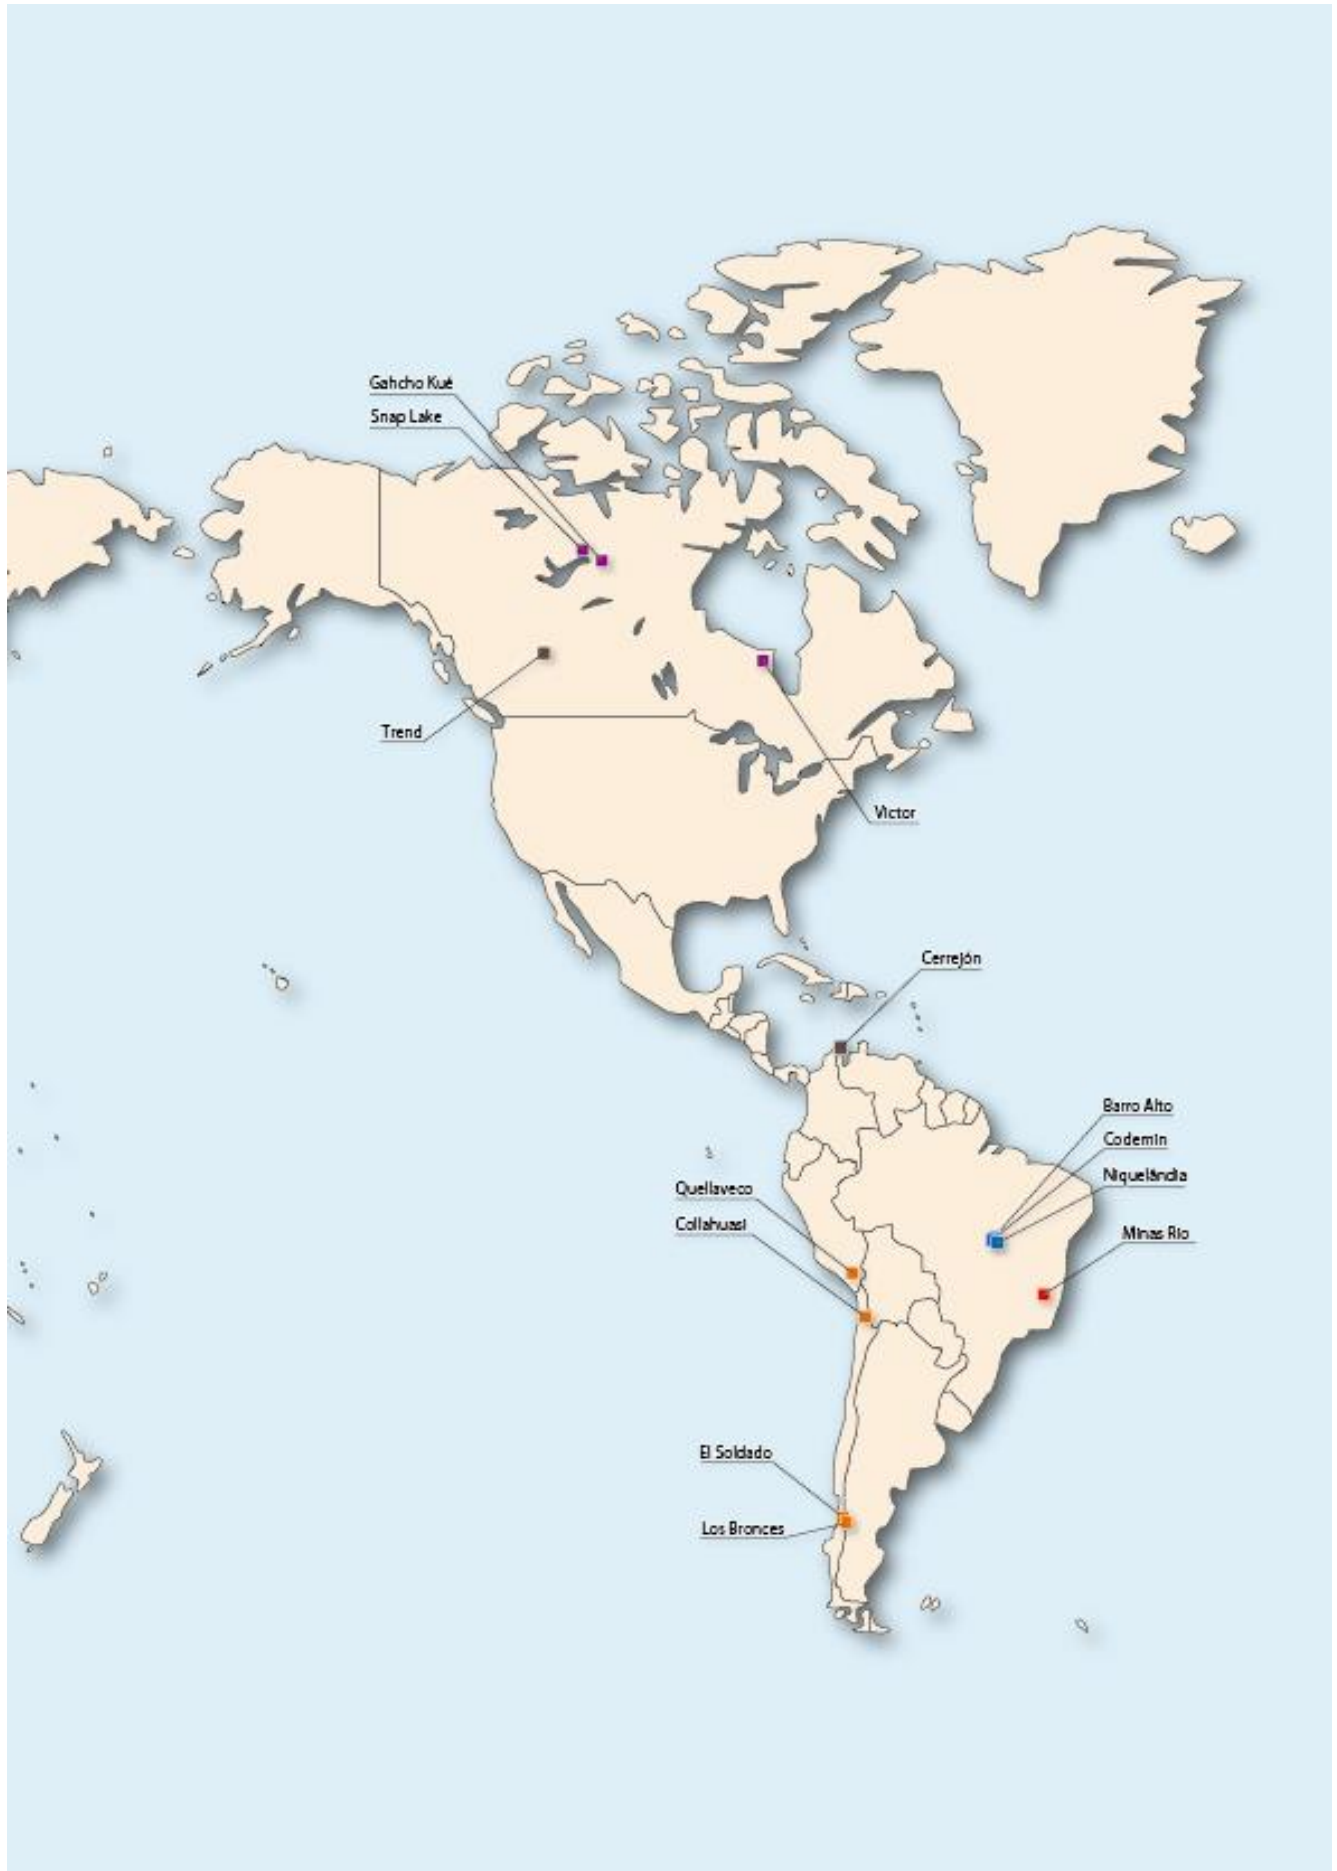 Gahcho Kué
Snap Lake
Trend
Victor
Cerrejón
Barro Alto
Codemin
Niquelândia
Quellaveco
Collahuasi
Minas Rio
El Soldado
Los Bronces